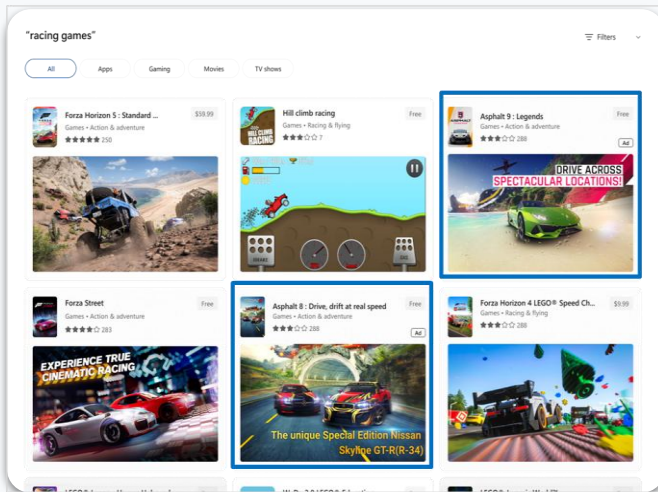 "racing games"
Filters
All
Apps
Gaming
Movies
TV shows
Forza Horizon 5 : Standard ...
$59.99
Games • Action & adventure
250
Hill climb racing
Free
Games • Racing & flying
7
HILL CLIMB
RACING
Asphalt 9 : Legends
Free
Games • Action & adventure
288
Ad
DRIVE ACROSS
SPECTACULAR LOCATIONS!
Forza Street
Free
Games • Action & adventure
283
EXPERIENCE TRUE
CINEMATIC RACING
Asphalt 8 : Drive, drift at real speed
Free
Games • Action & adventure
288
Ad
The unique Special Edition Nissan
Skyline GT-R(R-34)
Forza Horizon 4 LEGO® Speed Ch...
$9.99
Games • Racing & flying
288